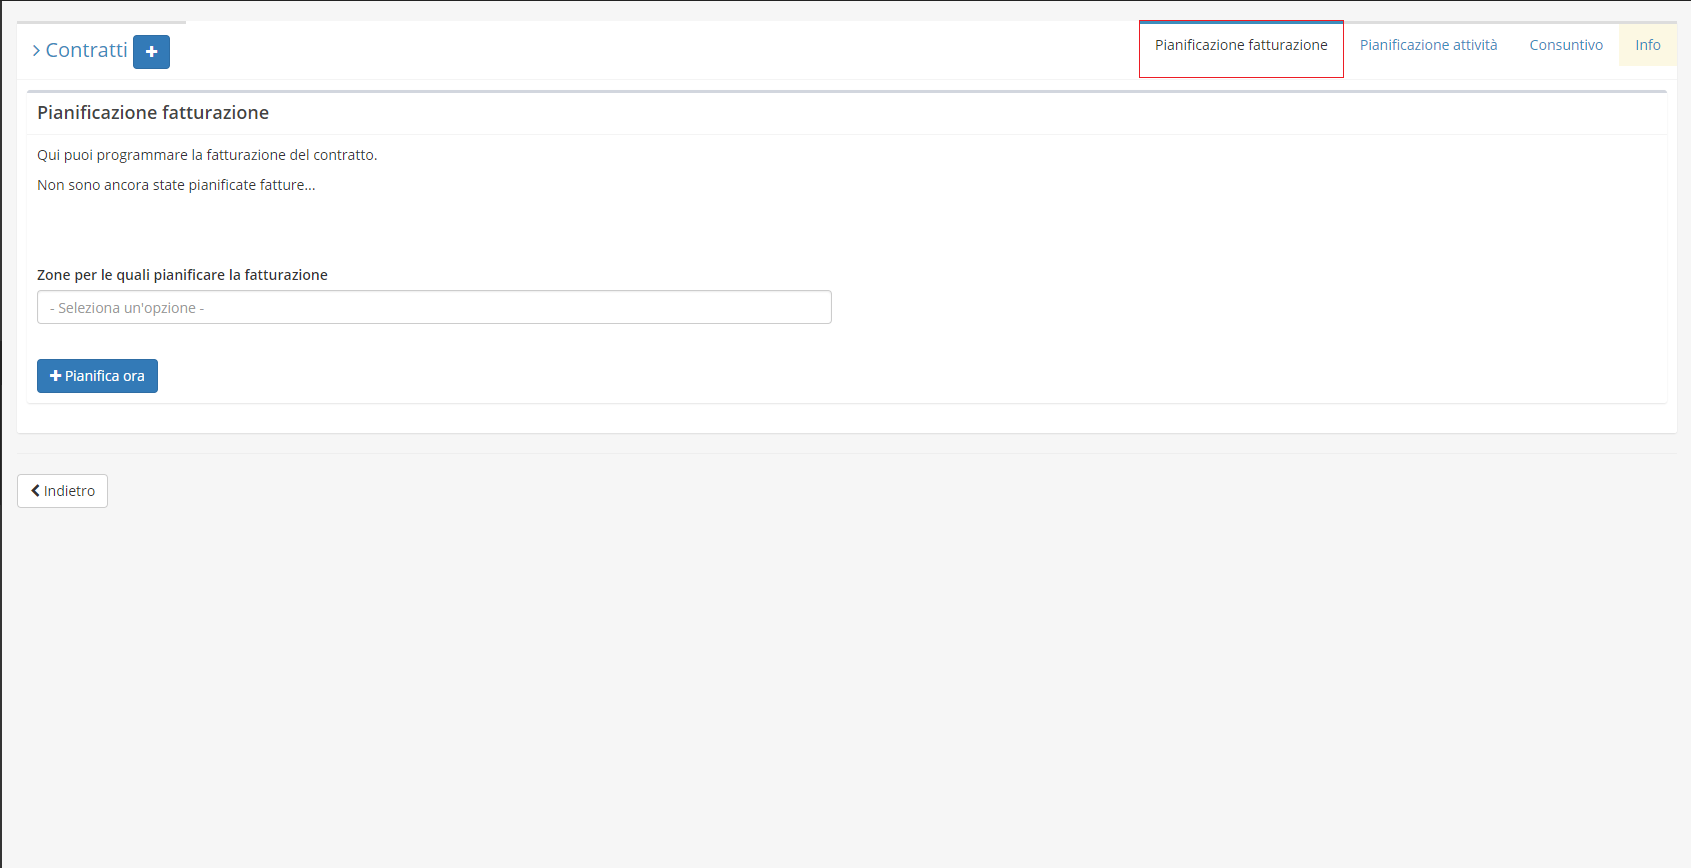 Contratti
Pianificazione fatturazione
Pianificazione attività
Consuntivo
Info
Pianificazione fatturazione
Qui puoi programmare la fatturazione del contratto.
Non sono ancora state pianificate fatture...
Zone per le quali pianificare la fatturazione
- Seleziona un'opzione -
Pianifica ora
Indietro